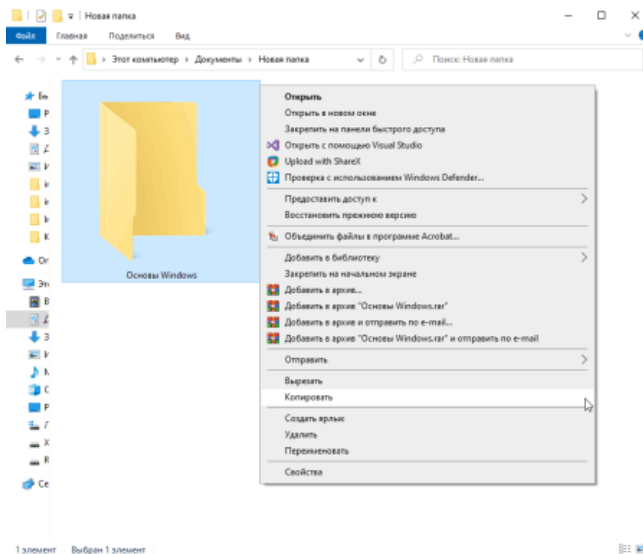 Новая папка
Файл Главная Поделиться Вид
Этот компьютер > Документы > Новая папка
Поиск: Новая папка
Основы Windows
Открыть
Открыть в новом окне
Закрепить на панели быстрого доступа
Открыть с помощью Visual Studio
Upload with ShareX
Проверка с использованием Windows Defender...
Предоставить доступ к
Восстановить прежнюю версию
Объединить файлы в программе Acrobat...
Добавить в библиотеку
Закрепить на начальном экране
Добавить в архив...
Добавить в архив "Основы Windows.rar"
Добавить в архив и отправить по e-mail...
Добавить в архив "Основы Windows.rar" и отправить по e-mail
Отправить
Вырезать
Копировать
Создать ярлык
Удалить
Переименовать
Свойства
1 элемент Выбран 1 элемент